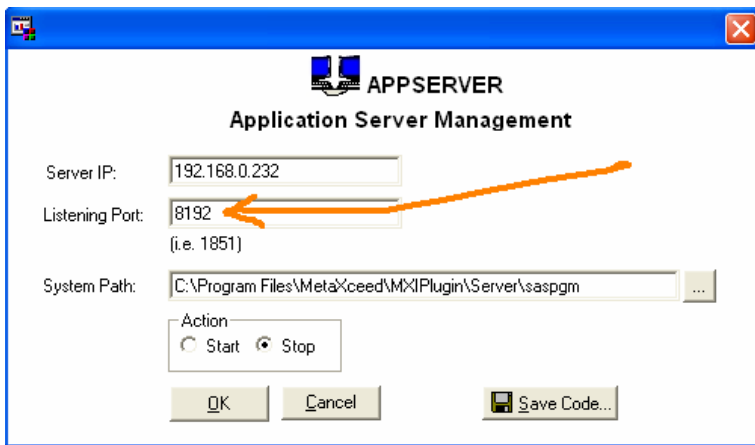 APPSERVER
Application Server Management
Server IP: 192.168.0.232
Listening Port: 8192
(i.e. 1851)
System Path: C:\Program Files\MetaXceed\MXIPlugin\Server\saspgm ...
Action
Start Stop
OK Cancel Save Code...